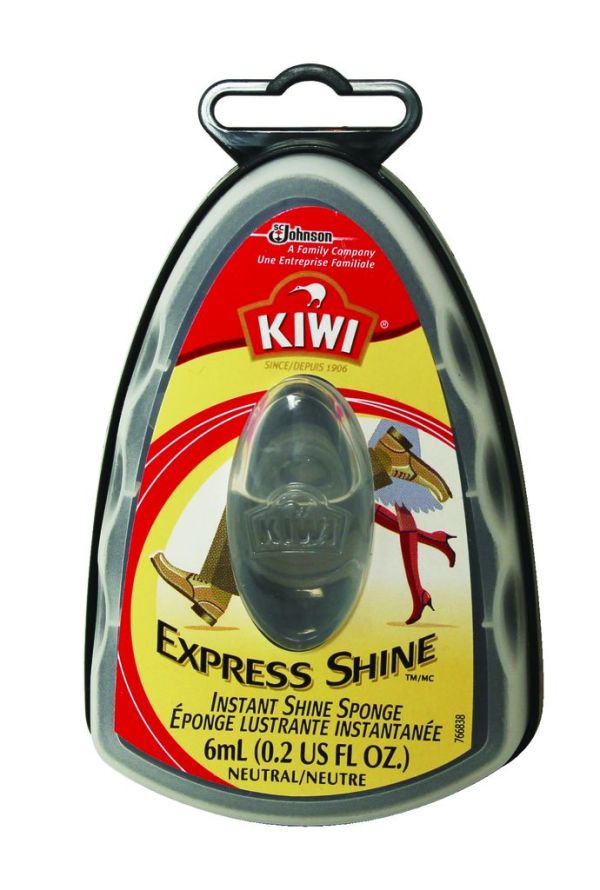 SC Johnson
A Family Company
Une Entreprise Familiale
KIWI ®
SINCE/DEPUIS 1906
KIWI
EXPRESS SHINE TM/MC
INSTANT SHINE SPONGE
ÉPONGE LUSTRANTE INSTANTANÉE
6mL (0.2 US FL OZ.)
NEUTRAL/NEUTRE
766838